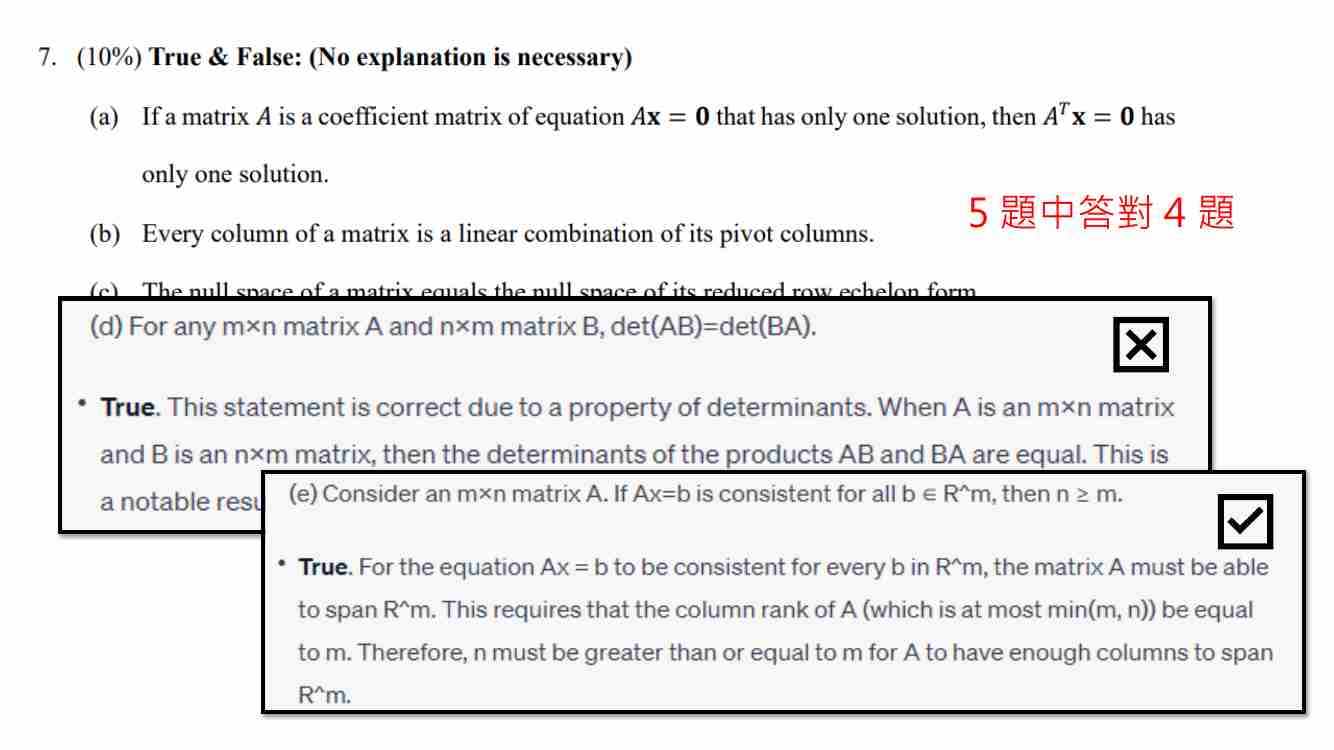 7. (10%) True & False: (No explanation is necessary)
(a) If a matrix A is a coefficient matrix of equation Ax = 0 that has only one solution, then Aᵀx = 0 has
only one solution.
5 題中答對 4 題
(b) Every column of a matrix is a linear combination of its pivot columns.
(c) The null space of a matrix equals the null space of its reduced row echelon form
(d) For any m×n matrix A and n×m matrix B, det(AB)=det(BA).
• True. This statement is correct due to a property of determinants. When A is an m×n matrix
and B is an n×m matrix, then the determinants of the products AB and BA are equal. This is
a notable
(e) Consider an m×n matrix A. If Ax=b is consistent for all b ∈ R^m, then n ≥ m.
• True. For the equation Ax = b to be consistent for every b in R^m, the matrix A must be able
to span R^m. This requires that the column rank of A (which is at most min(m, n)) be equal
to m. Therefore, n must be greater than or equal to m for A to have enough columns to span
R^m.